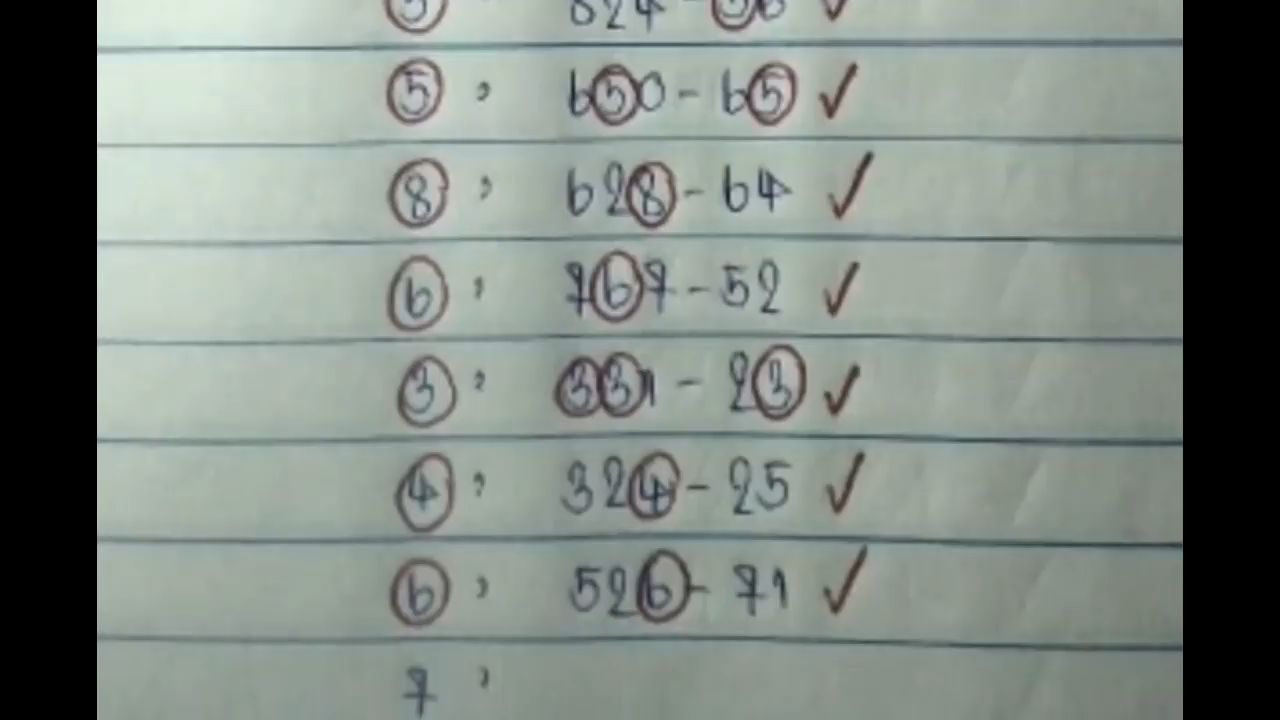 5 , 650 - 65 ✓
8 , 628 - 64 ✓
6 , 767 - 52 ✓
3 , 331 - 23 ✓
4 , 324 - 25 ✓
6 , 526 - 71 ✓
7 ,